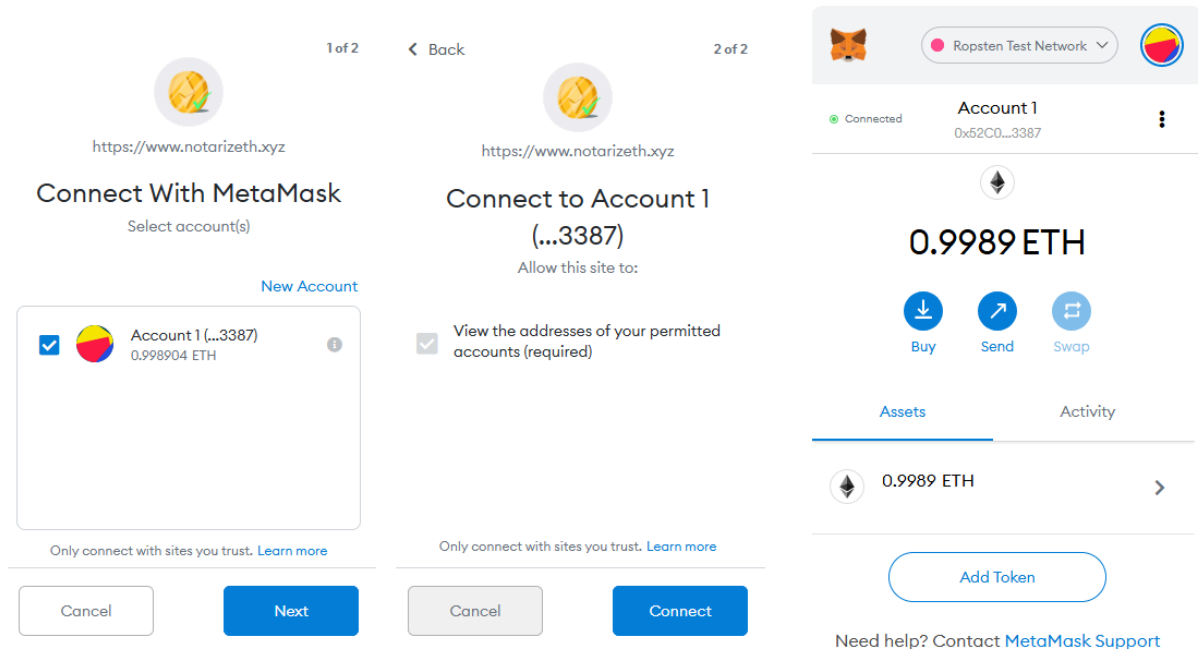 1 of 2
https://www.notarizeth.xyz
Connect With MetaMask
Select account(s)
New Account
Account 1 (...3387)
0.998904 ETH
Only connect with sites you trust. Learn more
Cancel
Next
Back
2 of 2
https://www.notarizeth.xyz
Connect to Account 1
(...3387)
Allow this site to:
View the addresses of your permitted
accounts (required)
Only connect with sites you trust. Learn more
Cancel
Connect
Ropsten Test Network
Connected
Account 1
0x52C0...3387
0.9989 ETH
Buy
Send
Swap
Assets
Activity
0.9989 ETH
Add Token
Need help? Contact MetaMask Support